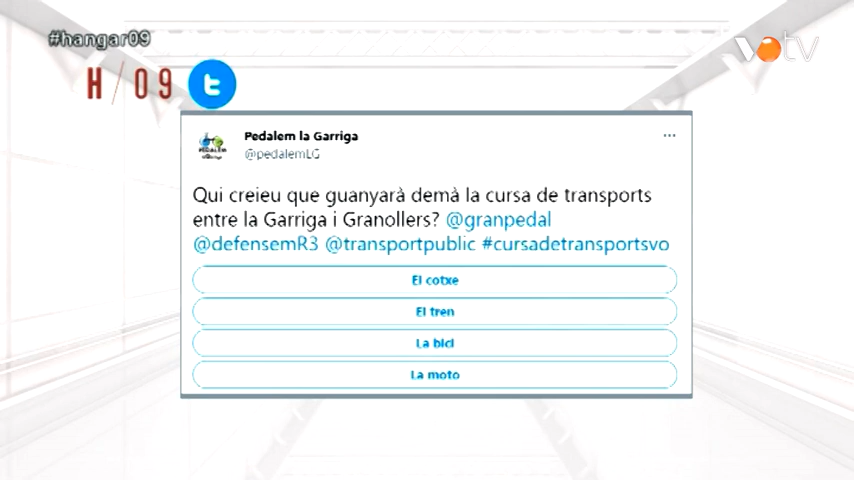 #hangar09
votv
H/09
Pedalem la Garriga
@pedalemLG
Qui creieu que guanyarà demà la cursa de transports
entre la Garriga i Granollers? @granpedal
@defensemR3 @transportpublic #cursadetransportsvo
El cotxe
El tren
La bici
La moto